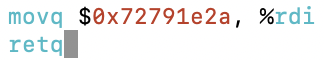 movq $0x72791e2a, %rdi
retq